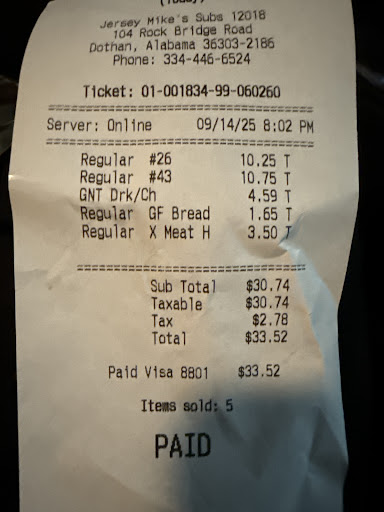 (Today)
Jersey Mike's Subs 12018
104 Rock Bridge Road
Dothan, Alabama 36303-2186
Phone: 334-446-6524
Ticket: 01-001834-99-060260
==================================
Server: Online 09/14/25 8:02 PM
==================================
Regular #26 10.25 T
Regular #43 10.75 T
GNT Drk/Ch 4.59 T
Regular GF Bread 1.65 T
Regular X Meat H 3.50 T
==================================
Sub Total $30.74
Taxable $30.74
Tax $2.78
Total $33.52
Paid Visa 8801 $33.52
Items sold: 5
PAID